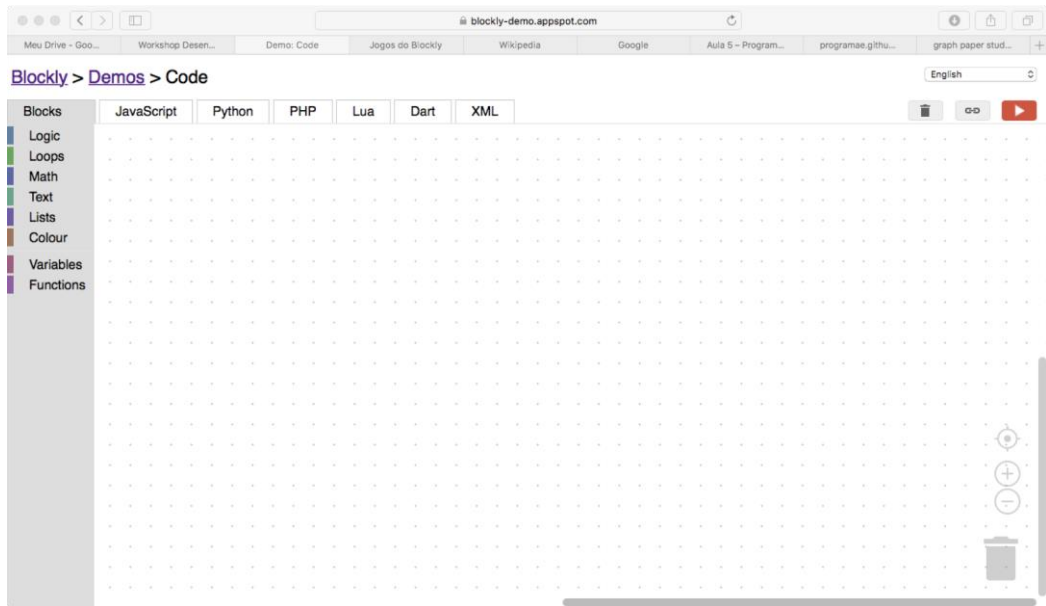 blockly-demo.appspot.com
Meu Drive - Goo... Workshop Desen... Demo: Code Jogos do Blockly Wikipedia Google Aula 5 – Program... programae.githu... graph paper stud...
Blockly > Demos > Code English
Blocks JavaScript Python PHP Lua Dart XML
Logic
Loops
Math
Text
Lists
Colour
Variables
Functions